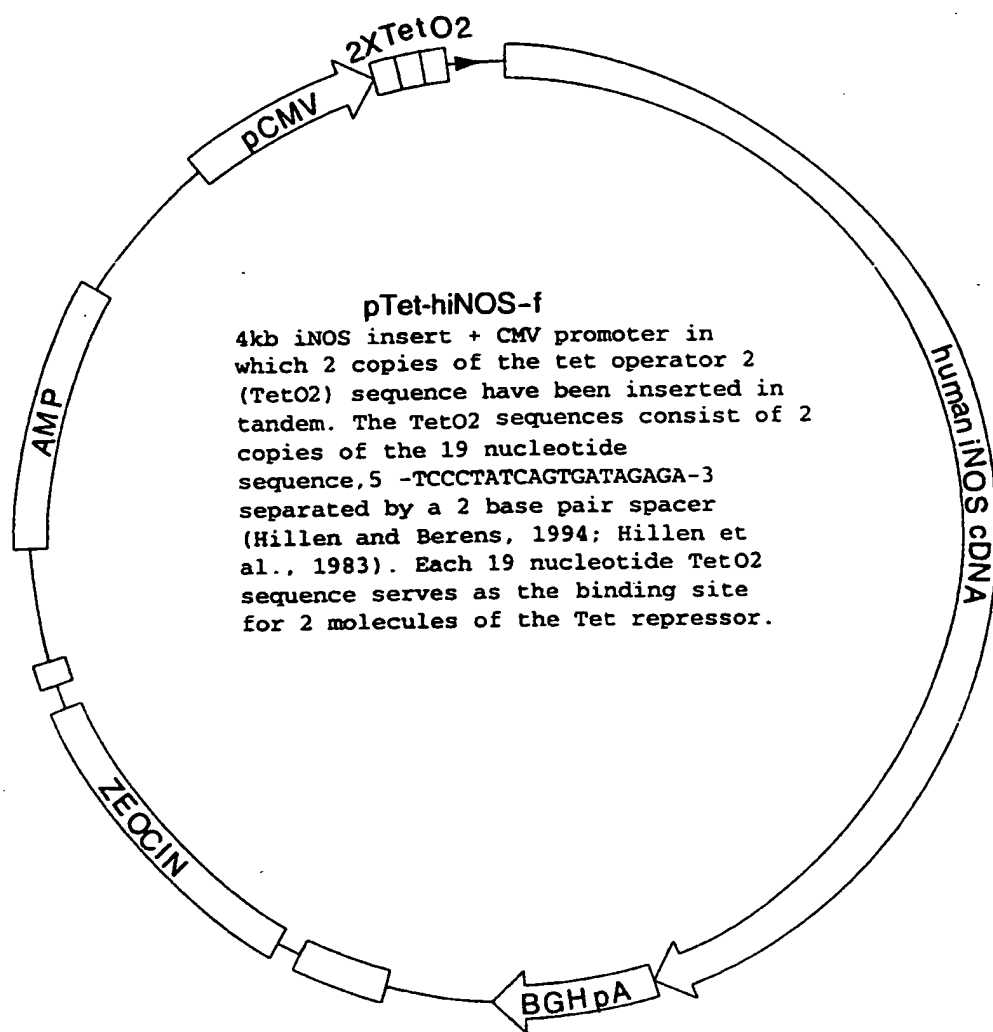 2XTetO2
pCMV
pTet-hiNOS-f
4kb iNOS insert + CMV promoter in
which 2 copies of the tet operator 2
(TetO2) sequence have been inserted in
tandem. The TetO2 sequences consist of 2
copies of the 19 nucleotide
sequence,5 -TCCCTATCAGTGATAGAGA-3
separated by a 2 base pair spacer
(Hillen and Berens, 1994; Hillen et
al., 1983). Each 19 nucleotide TetO2
sequence serves as the binding site
for 2 molecules of the Tet repressor.
human iNOS cDNA
AMP
ZEOCIN
BGHpA